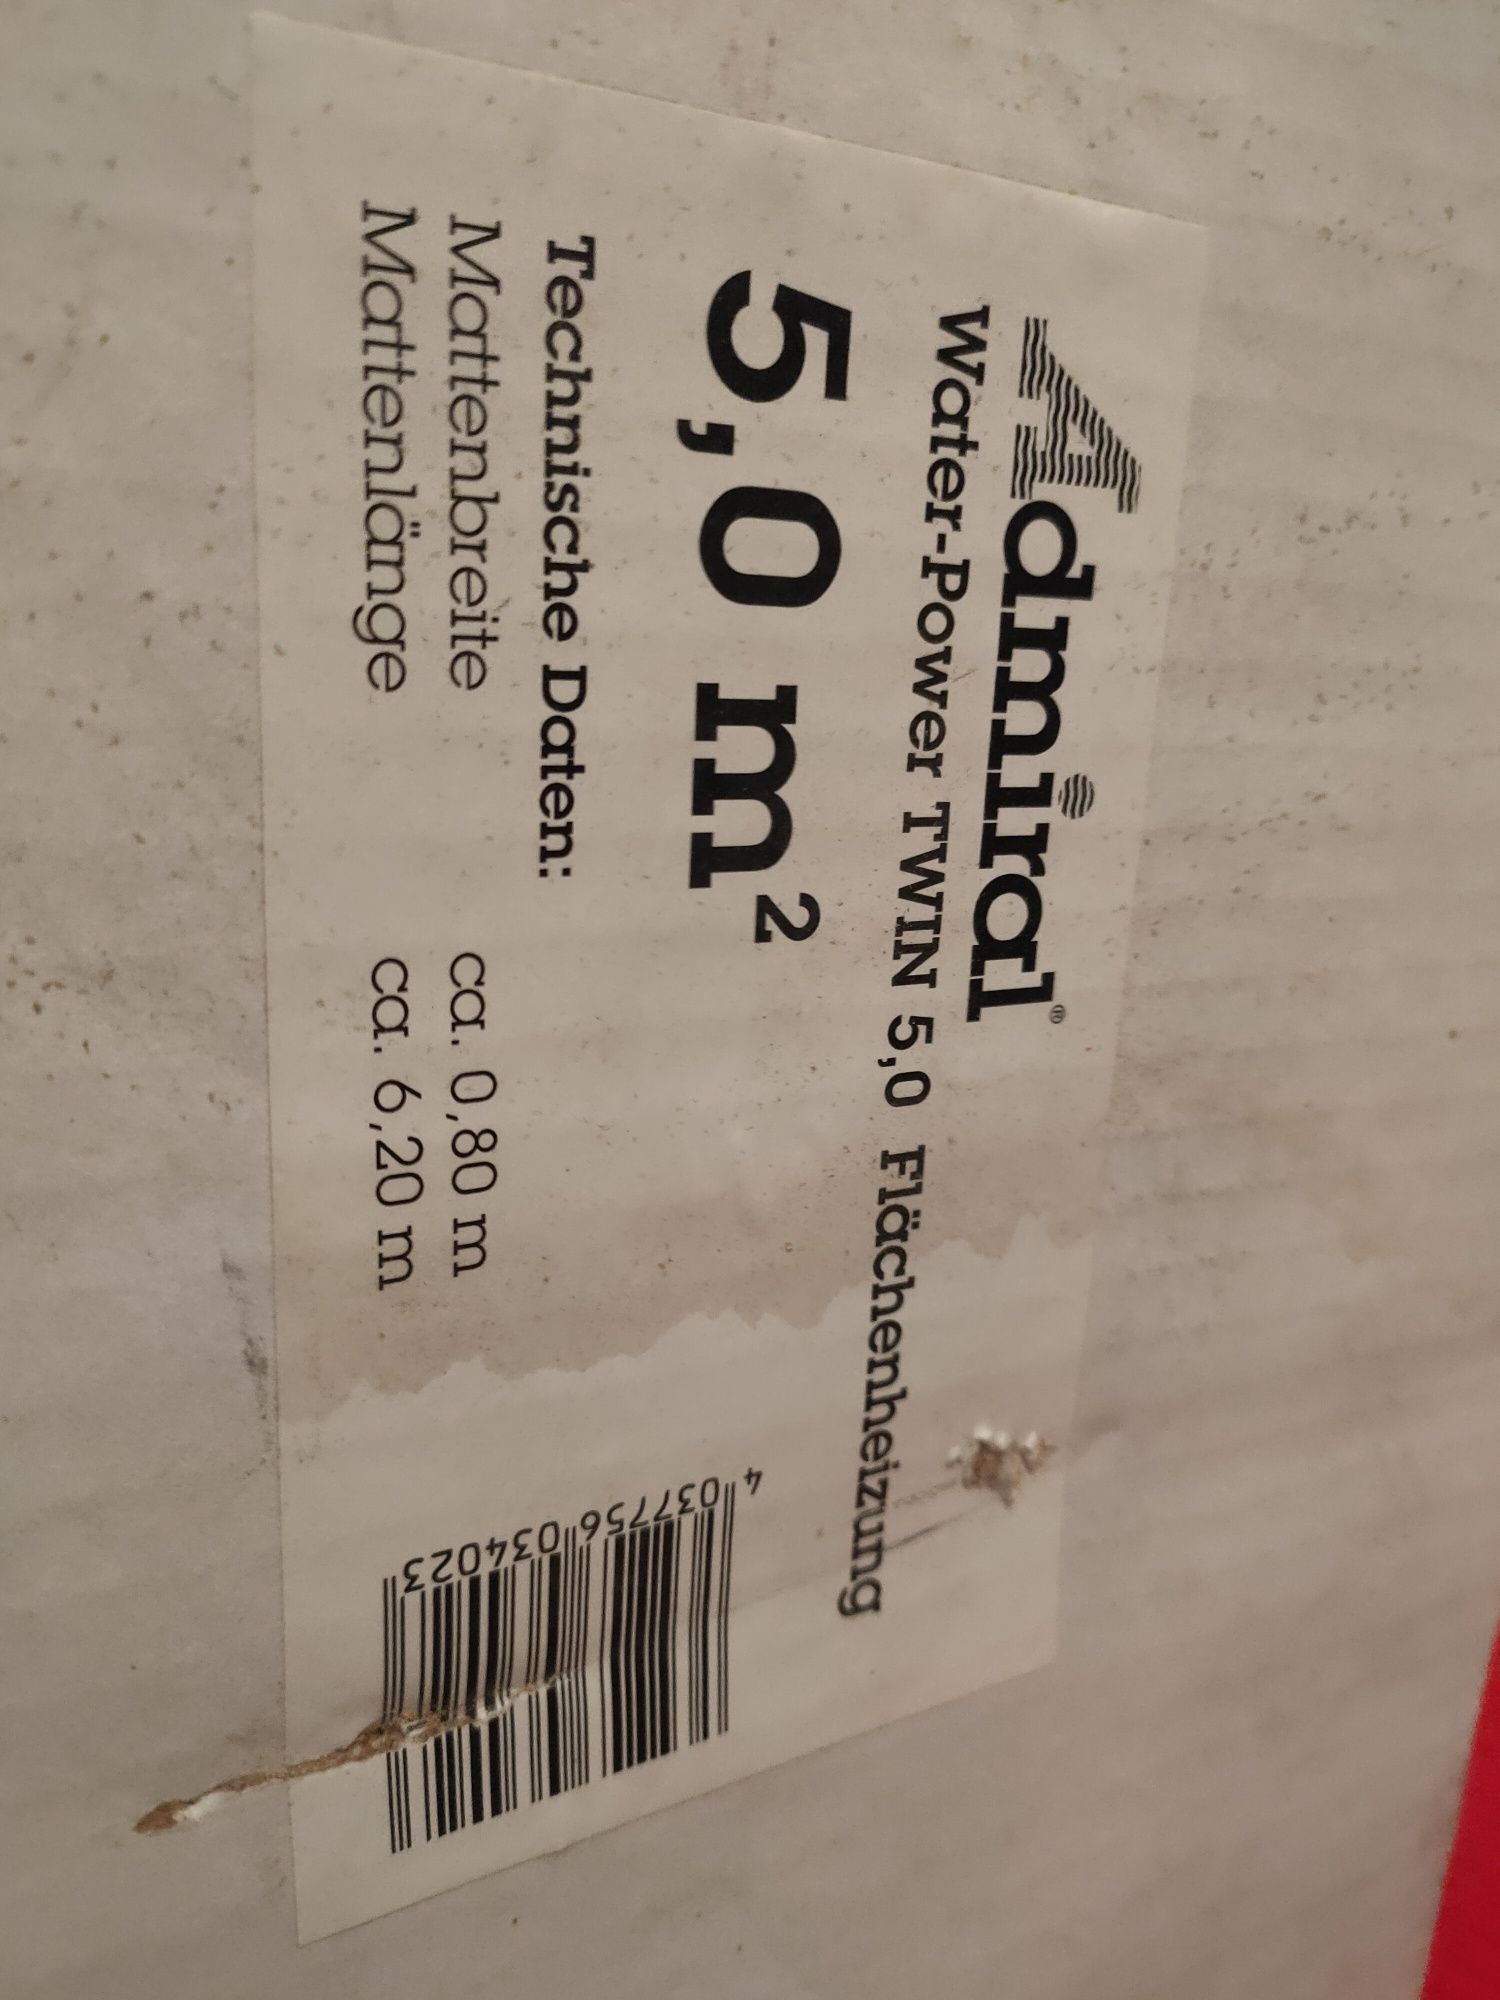 Admiral®
Water-Power TWIN 5,0 Flächenheizung
5,0 m²
Technische Daten:
Mattenbreite ca. 0,80 m
Mattenlänge ca. 6,20 m
4 037756 034023